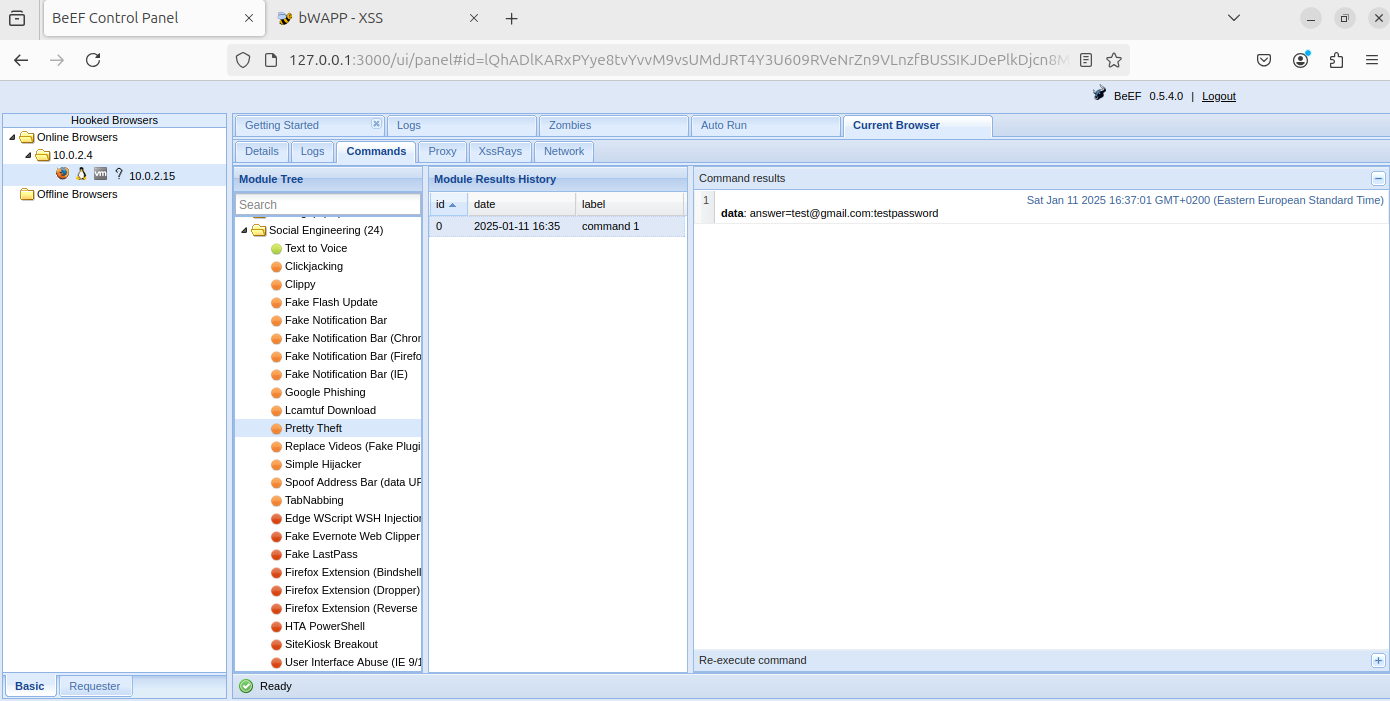 BeEF Control Panel
bWAPP - XSS
127.0.0.1:3000/ui/panel#id=lQhADlKARxPYye8tvYvvM9vsUMdJRT4Y3U609RVeNrZn9VLnzfBUSSIKJDePlkDjcn8M
BeEF 0.5.4.0 | Logout
Hooked Browsers
Online Browsers
10.0.2.4
10.0.2.15
Offline Browsers
Basic
Requester
Getting Started
Logs
Zombies
Auto Run
Current Browser
Details
Logs
Commands
Proxy
XssRays
Network
Module Tree
Search
Social Engineering (24)
Text to Voice
Clickjacking
Clippy
Fake Flash Update
Fake Notification Bar
Fake Notification Bar (Chror
Fake Notification Bar (Firefo
Fake Notification Bar (IE)
Google Phishing
Lcamtuf Download
Pretty Theft
Replace Videos (Fake Plugi
Simple Hijacker
Spoof Address Bar (data UF
TabNabbing
Edge WScript WSH Injection
Fake Evernote Web Clipper
Fake LastPass
Firefox Extension (Bindshell
Firefox Extension (Dropper)
Firefox Extension (Reverse
HTA PowerShell
SiteKiosk Breakout
User Interface Abuse (IE 9/1
Module Results History
id date label
0 2025-01-11 16:35 command 1
Command results
1 Sat Jan 11 2025 16:37:01 GMT+0200 (Eastern European Standard Time)
data: answer=test@gmail.com:testpassword
Re-execute command
Ready